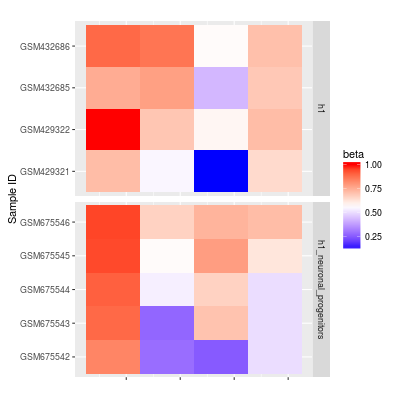 GSM432686
GSM432685
GSM429322
GSM429321
h1
GSM675546
GSM675545
GSM675544
GSM675543
GSM675542
h1_neuronal_progenitors
Sample ID
beta
1.00
0.75
0.50
0.25